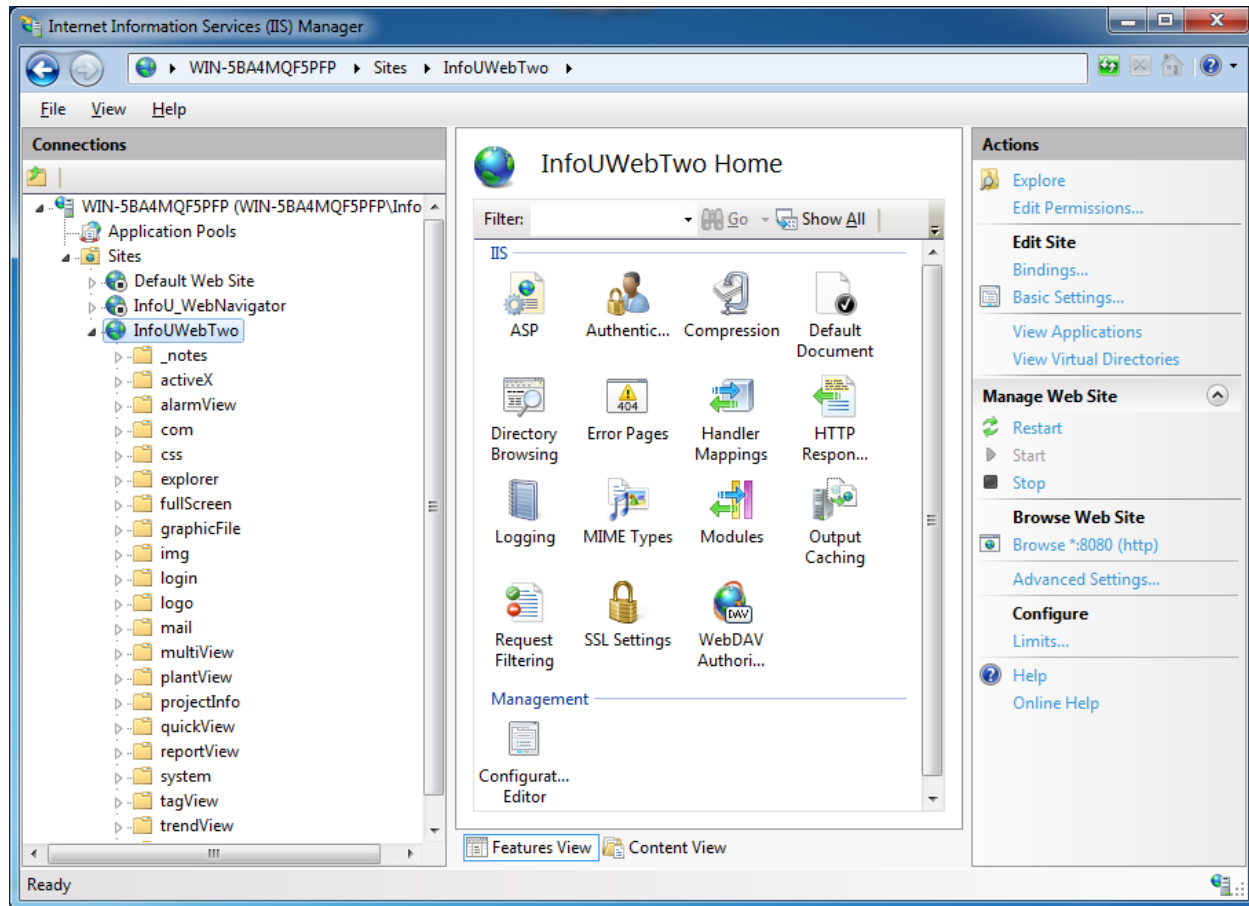 Internet Information Services (IIS) Manager
WIN-5BA4MQF5PFP Sites InfoUWebTwo
File View Help
Connections
WIN-5BA4MQF5PFP (WIN-5BA4MQF5PFP\Info
Application Pools
Sites
Default Web Site
InfoU_WebNavigator
InfoUWebTwo
_notes
activeX
alarmView
com
css
explorer
fullScreen
graphicFile
img
login
logo
mail
multiView
plantView
projectInfo
quickView
reportView
system
tagView
trendView
InfoUWebTwo Home
Filter: Go Show All
IIS
ASP
Authentic...
Compression
Default
Document
Directory
Browsing
Error Pages
404
Handler
Mappings
HTTP
Respon...
Logging
MIME Types
Modules
Output
Caching
Request
Filtering
SSL Settings
DAV
WebDAV
Authori...
Management
Configurat...
Editor
Features View Content View
Actions
Explore
Edit Permissions...
Edit Site
Bindings...
Basic Settings...
View Applications
View Virtual Directories
Manage Web Site
Restart
Start
Stop
Browse Web Site
Browse *:8080 (http)
Advanced Settings...
Configure
Limits...
Help
Online Help
Ready